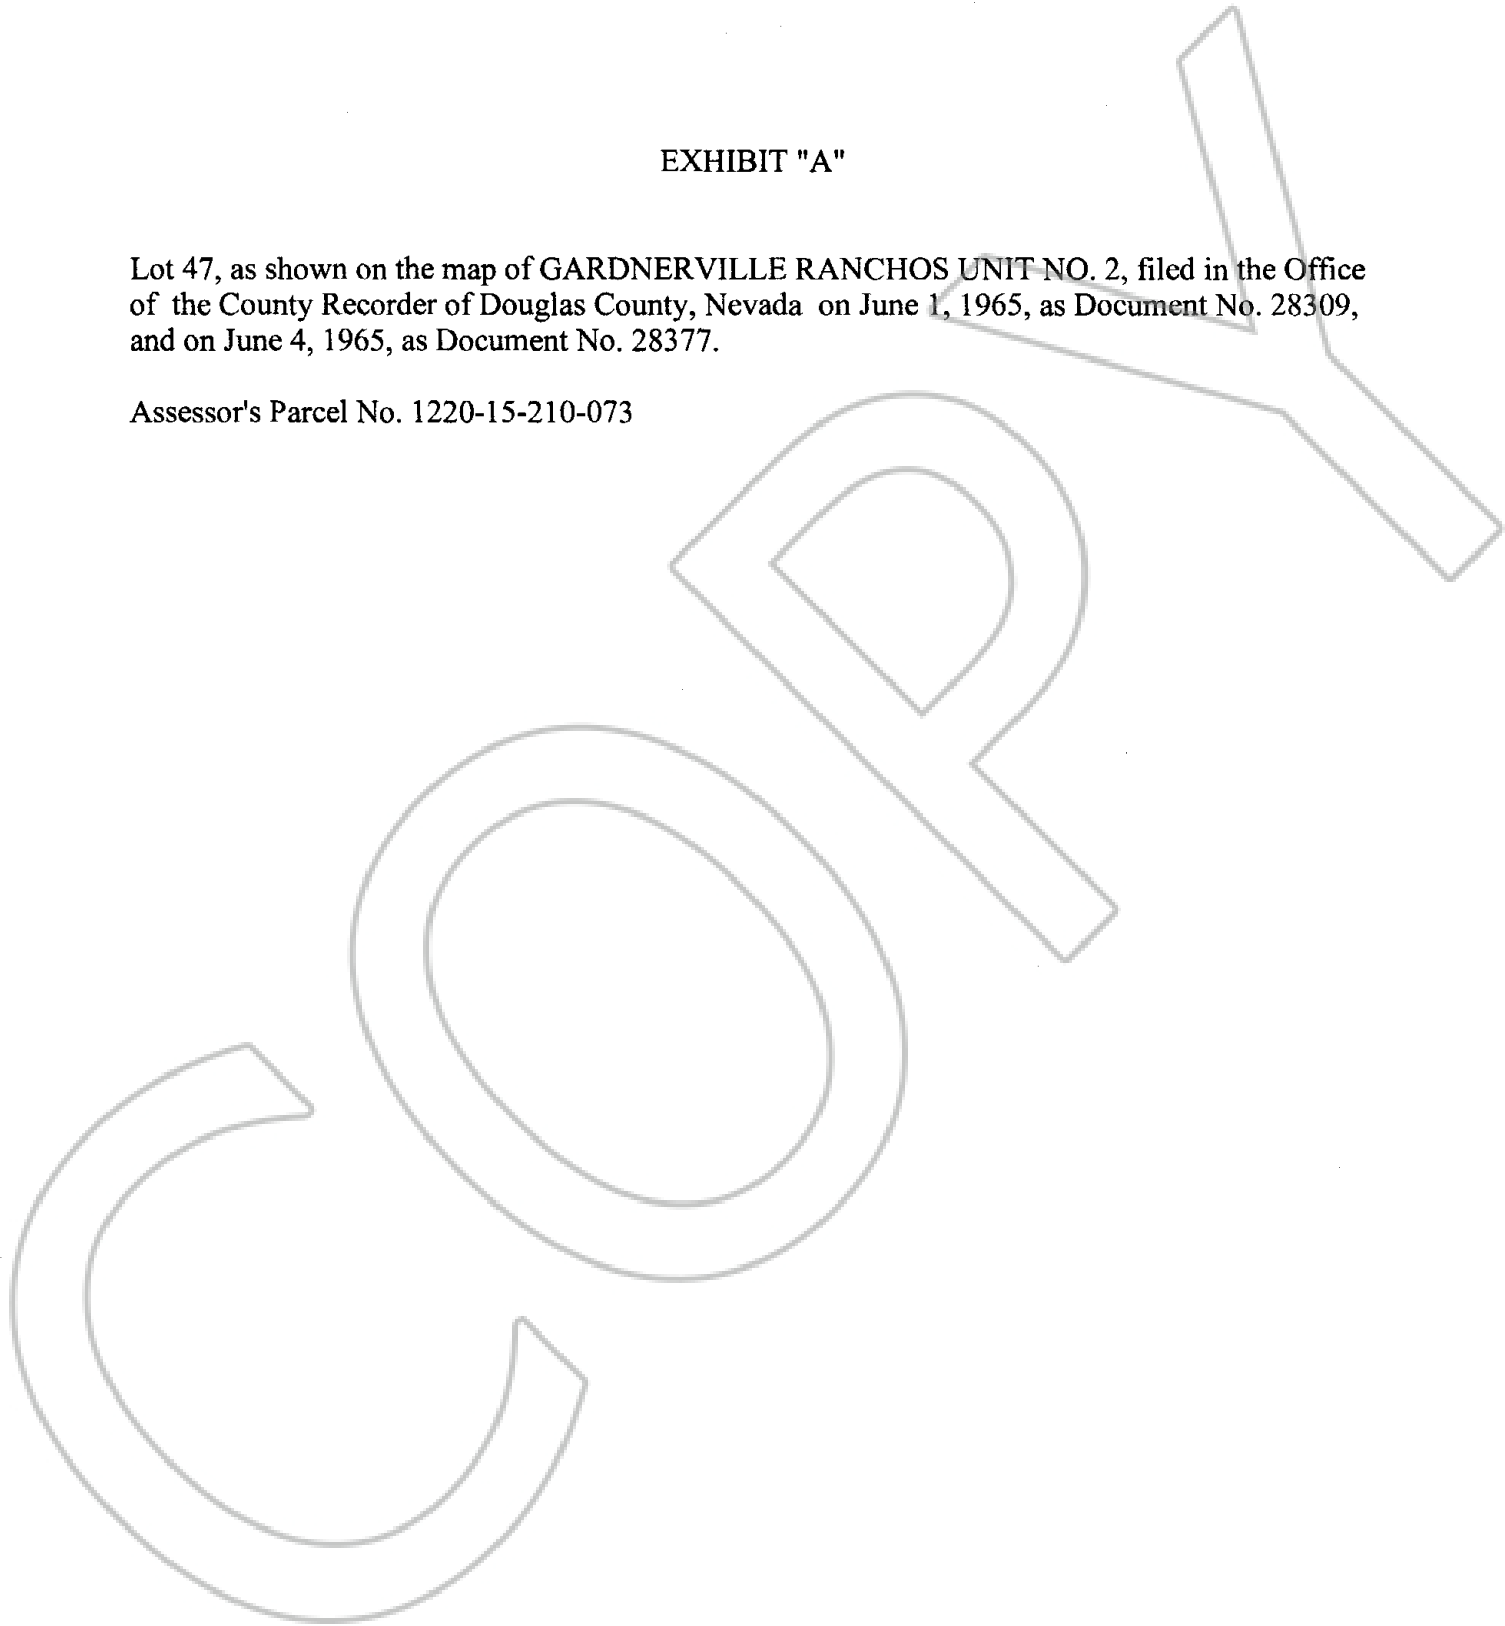 EXHIBIT "A"
Lot 47, as shown on the map of GARDNERVILLE RANCHOS UNIT NO. 2, filed in the Office
of the County Recorder of Douglas County, Nevada on June 1, 1965, as Document No. 28309,
and on June 4, 1965, as Document No. 28377.
Assessor's Parcel No. 1220-15-210-073
COPY